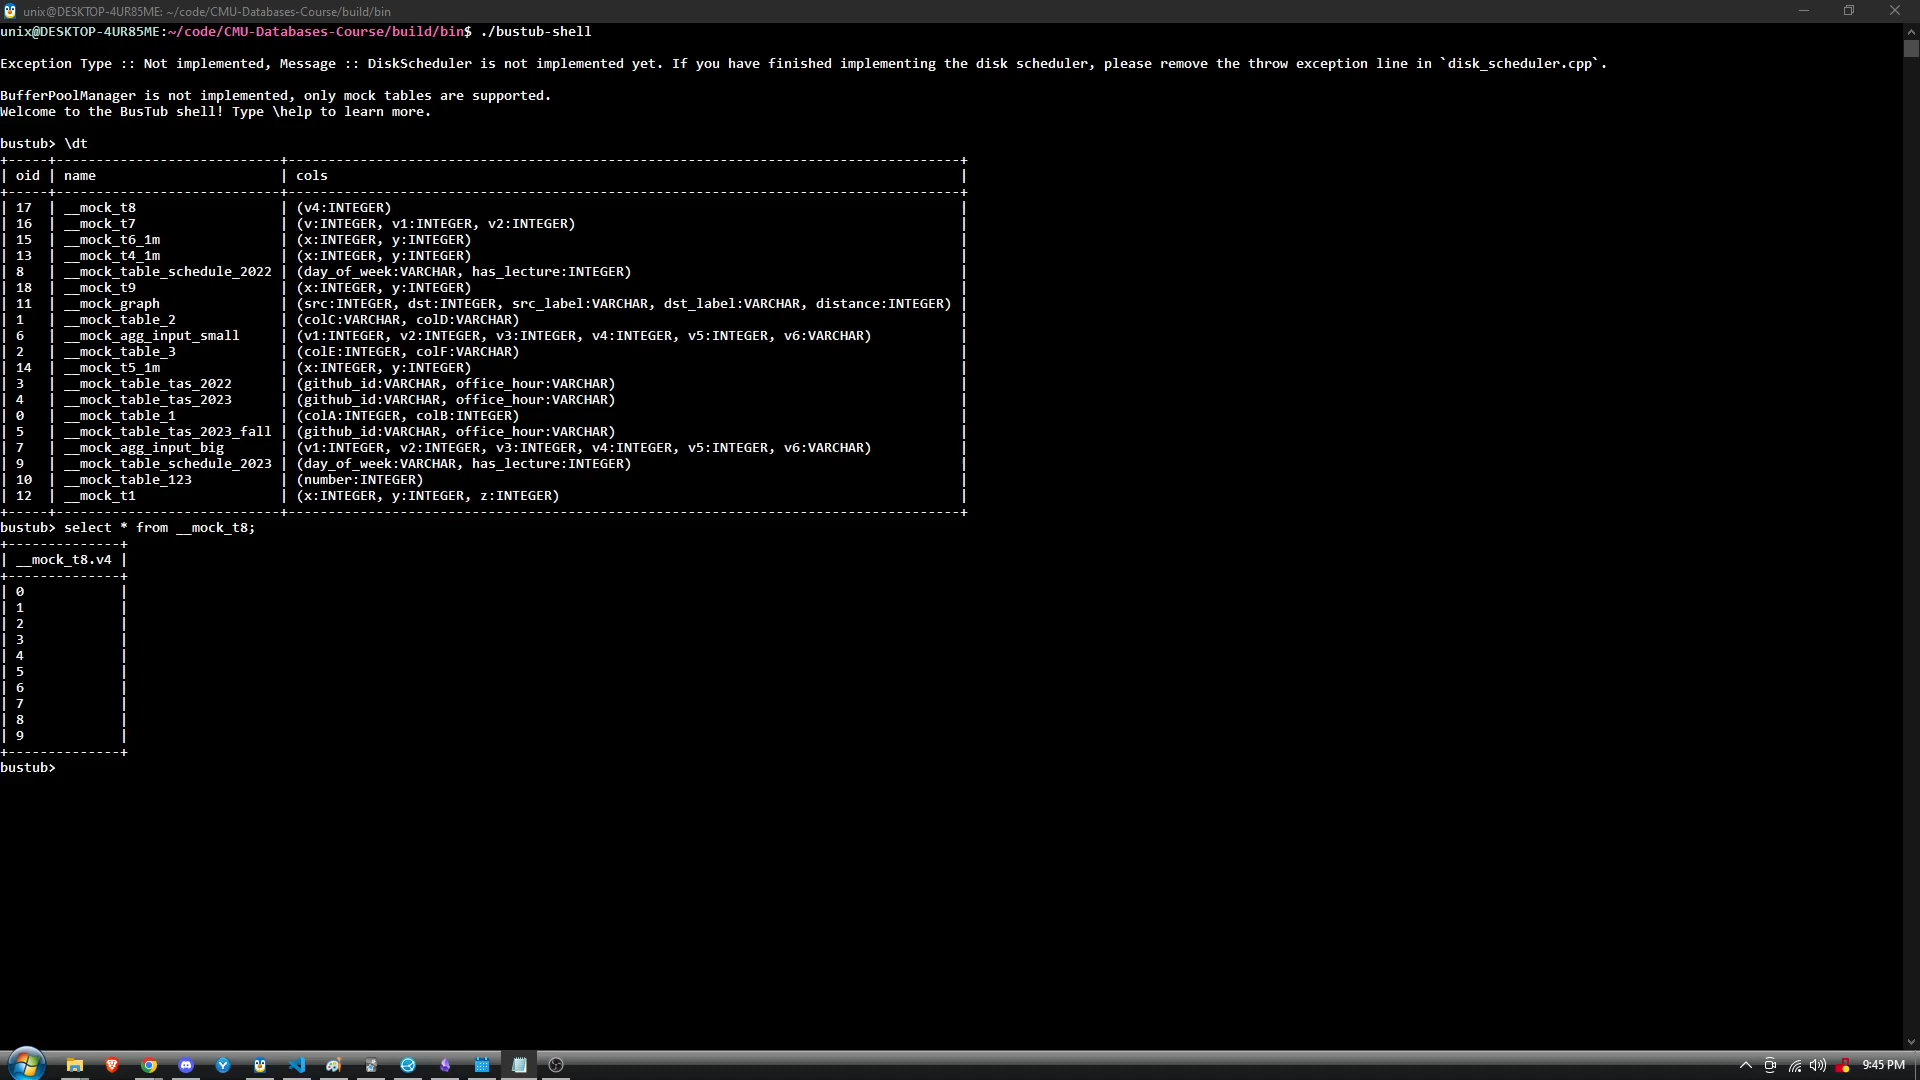 unix@DESKTOP-4UR85ME: ~/code/CMU-Databases-Course/build/bin
unix@DESKTOP-4UR85ME:~/code/CMU-Databases-Course/build/bin$ ./bustub-shell
Exception Type :: Not implemented, Message :: DiskScheduler is not implemented yet. If you have finished implementing the disk scheduler, please remove the throw exception line in `disk_scheduler.cpp`.
BufferPoolManager is not implemented, only mock tables are supported.
Welcome to the BusTub shell! Type \help to learn more.
bustub> \dt
+-----+----------------------------+------------------------------------------------------------------------------------+
| oid | name                       | cols                                                                               |
+-----+----------------------------+------------------------------------------------------------------------------------+
| 17  | __mock_t8                  | (v4:INTEGER)                                                                       |
| 16  | __mock_t7                  | (v:INTEGER, v1:INTEGER, v2:INTEGER)                                                |
| 15  | __mock_t6_1m               | (x:INTEGER, y:INTEGER)                                                             |
| 13  | __mock_t4_1m               | (x:INTEGER, y:INTEGER)                                                             |
| 8   | __mock_table_schedule_2022 | (day_of_week:VARCHAR, has_lecture:INTEGER)                                         |
| 18  | __mock_t9                  | (x:INTEGER, y:INTEGER)                                                             |
| 11  | __mock_graph               | (src:INTEGER, dst:INTEGER, src_label:VARCHAR, dst_label:VARCHAR, distance:INTEGER) |
| 1   | __mock_table_2             | (colC:VARCHAR, colD:VARCHAR)                                                       |
| 6   | __mock_agg_input_small     | (v1:INTEGER, v2:INTEGER, v3:INTEGER, v4:INTEGER, v5:INTEGER, v6:VARCHAR)           |
| 2   | __mock_table_3             | (colE:INTEGER, colF:VARCHAR)                                                       |
| 14  | __mock_t5_1m               | (x:INTEGER, y:INTEGER)                                                             |
| 3   | __mock_table_tas_2022      | (github_id:VARCHAR, office_hour:VARCHAR)                                           |
| 4   | __mock_table_tas_2023      | (github_id:VARCHAR, office_hour:VARCHAR)                                           |
| 0   | __mock_table_1             | (colA:INTEGER, colB:INTEGER)                                                       |
| 5   | __mock_table_tas_2023_fall | (github_id:VARCHAR, office_hour:VARCHAR)                                           |
| 7   | __mock_agg_input_big       | (v1:INTEGER, v2:INTEGER, v3:INTEGER, v4:INTEGER, v5:INTEGER, v6:VARCHAR)           |
| 9   | __mock_table_schedule_2023 | (day_of_week:VARCHAR, has_lecture:INTEGER)                                         |
| 10  | __mock_table_123           | (number:INTEGER)                                                                   |
| 12  | __mock_t1                  | (x:INTEGER, y:INTEGER, z:INTEGER)                                                  |
+-----+----------------------------+------------------------------------------------------------------------------------+
bustub> select * from __mock_t8;
+--------------+
| __mock_t8.v4 |
+--------------+
| 0            |
| 1            |
| 2            |
| 3            |
| 4            |
| 5            |
| 6            |
| 7            |
| 8            |
| 9            |
+--------------+
bustub>
9:45 PM